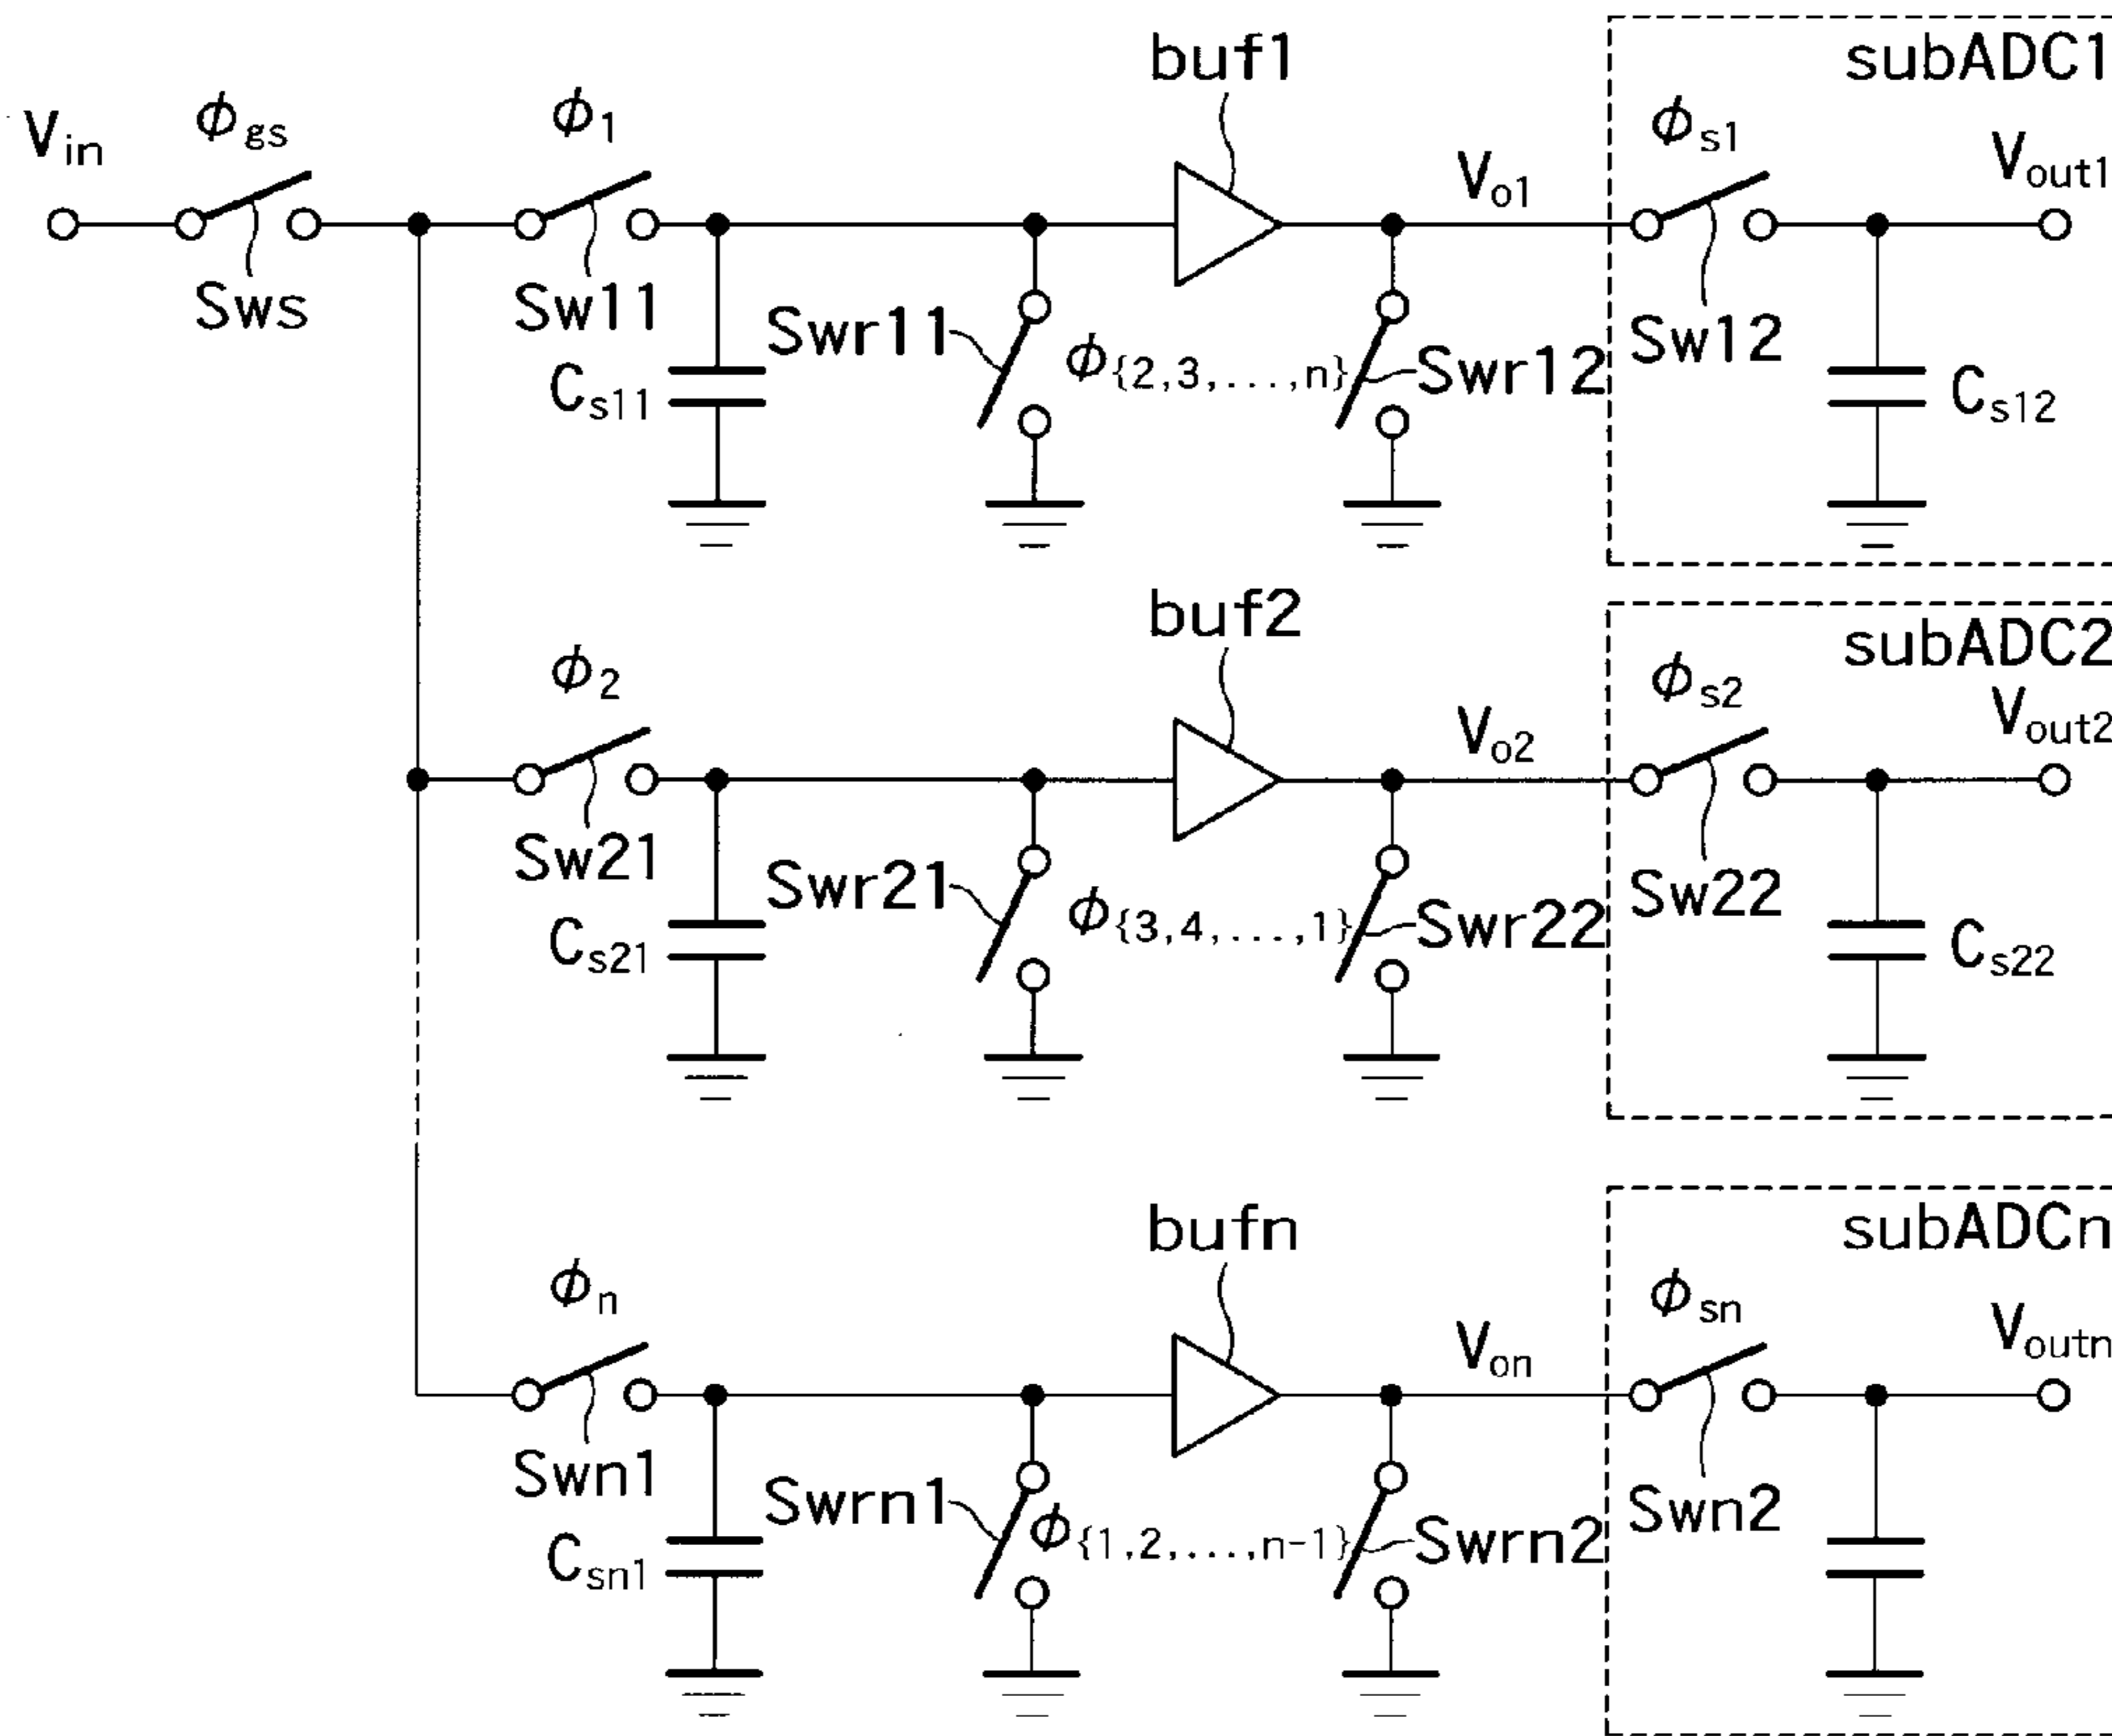 buf1
subADC1
V_in
ϕ_gs
ϕ_1
V_o1
ϕ_s1
V_out1
Sws
Sw11
Swr11
ϕ_{2,3,...,n}
Swr12
Sw12
C_s11
C_s12
buf2
subADC2
ϕ_2
V_o2
ϕ_s2
V_out2
Sw21
Swr21
ϕ_{3,4,...,1}
Swr22
Sw22
C_s21
C_s22
bufn
subADCn
ϕ_n
V_on
ϕ_sn
V_outn
Swn1
Swrn1
ϕ_{1,2,...,n-1}
Swrn2
Swn2
C_sn1